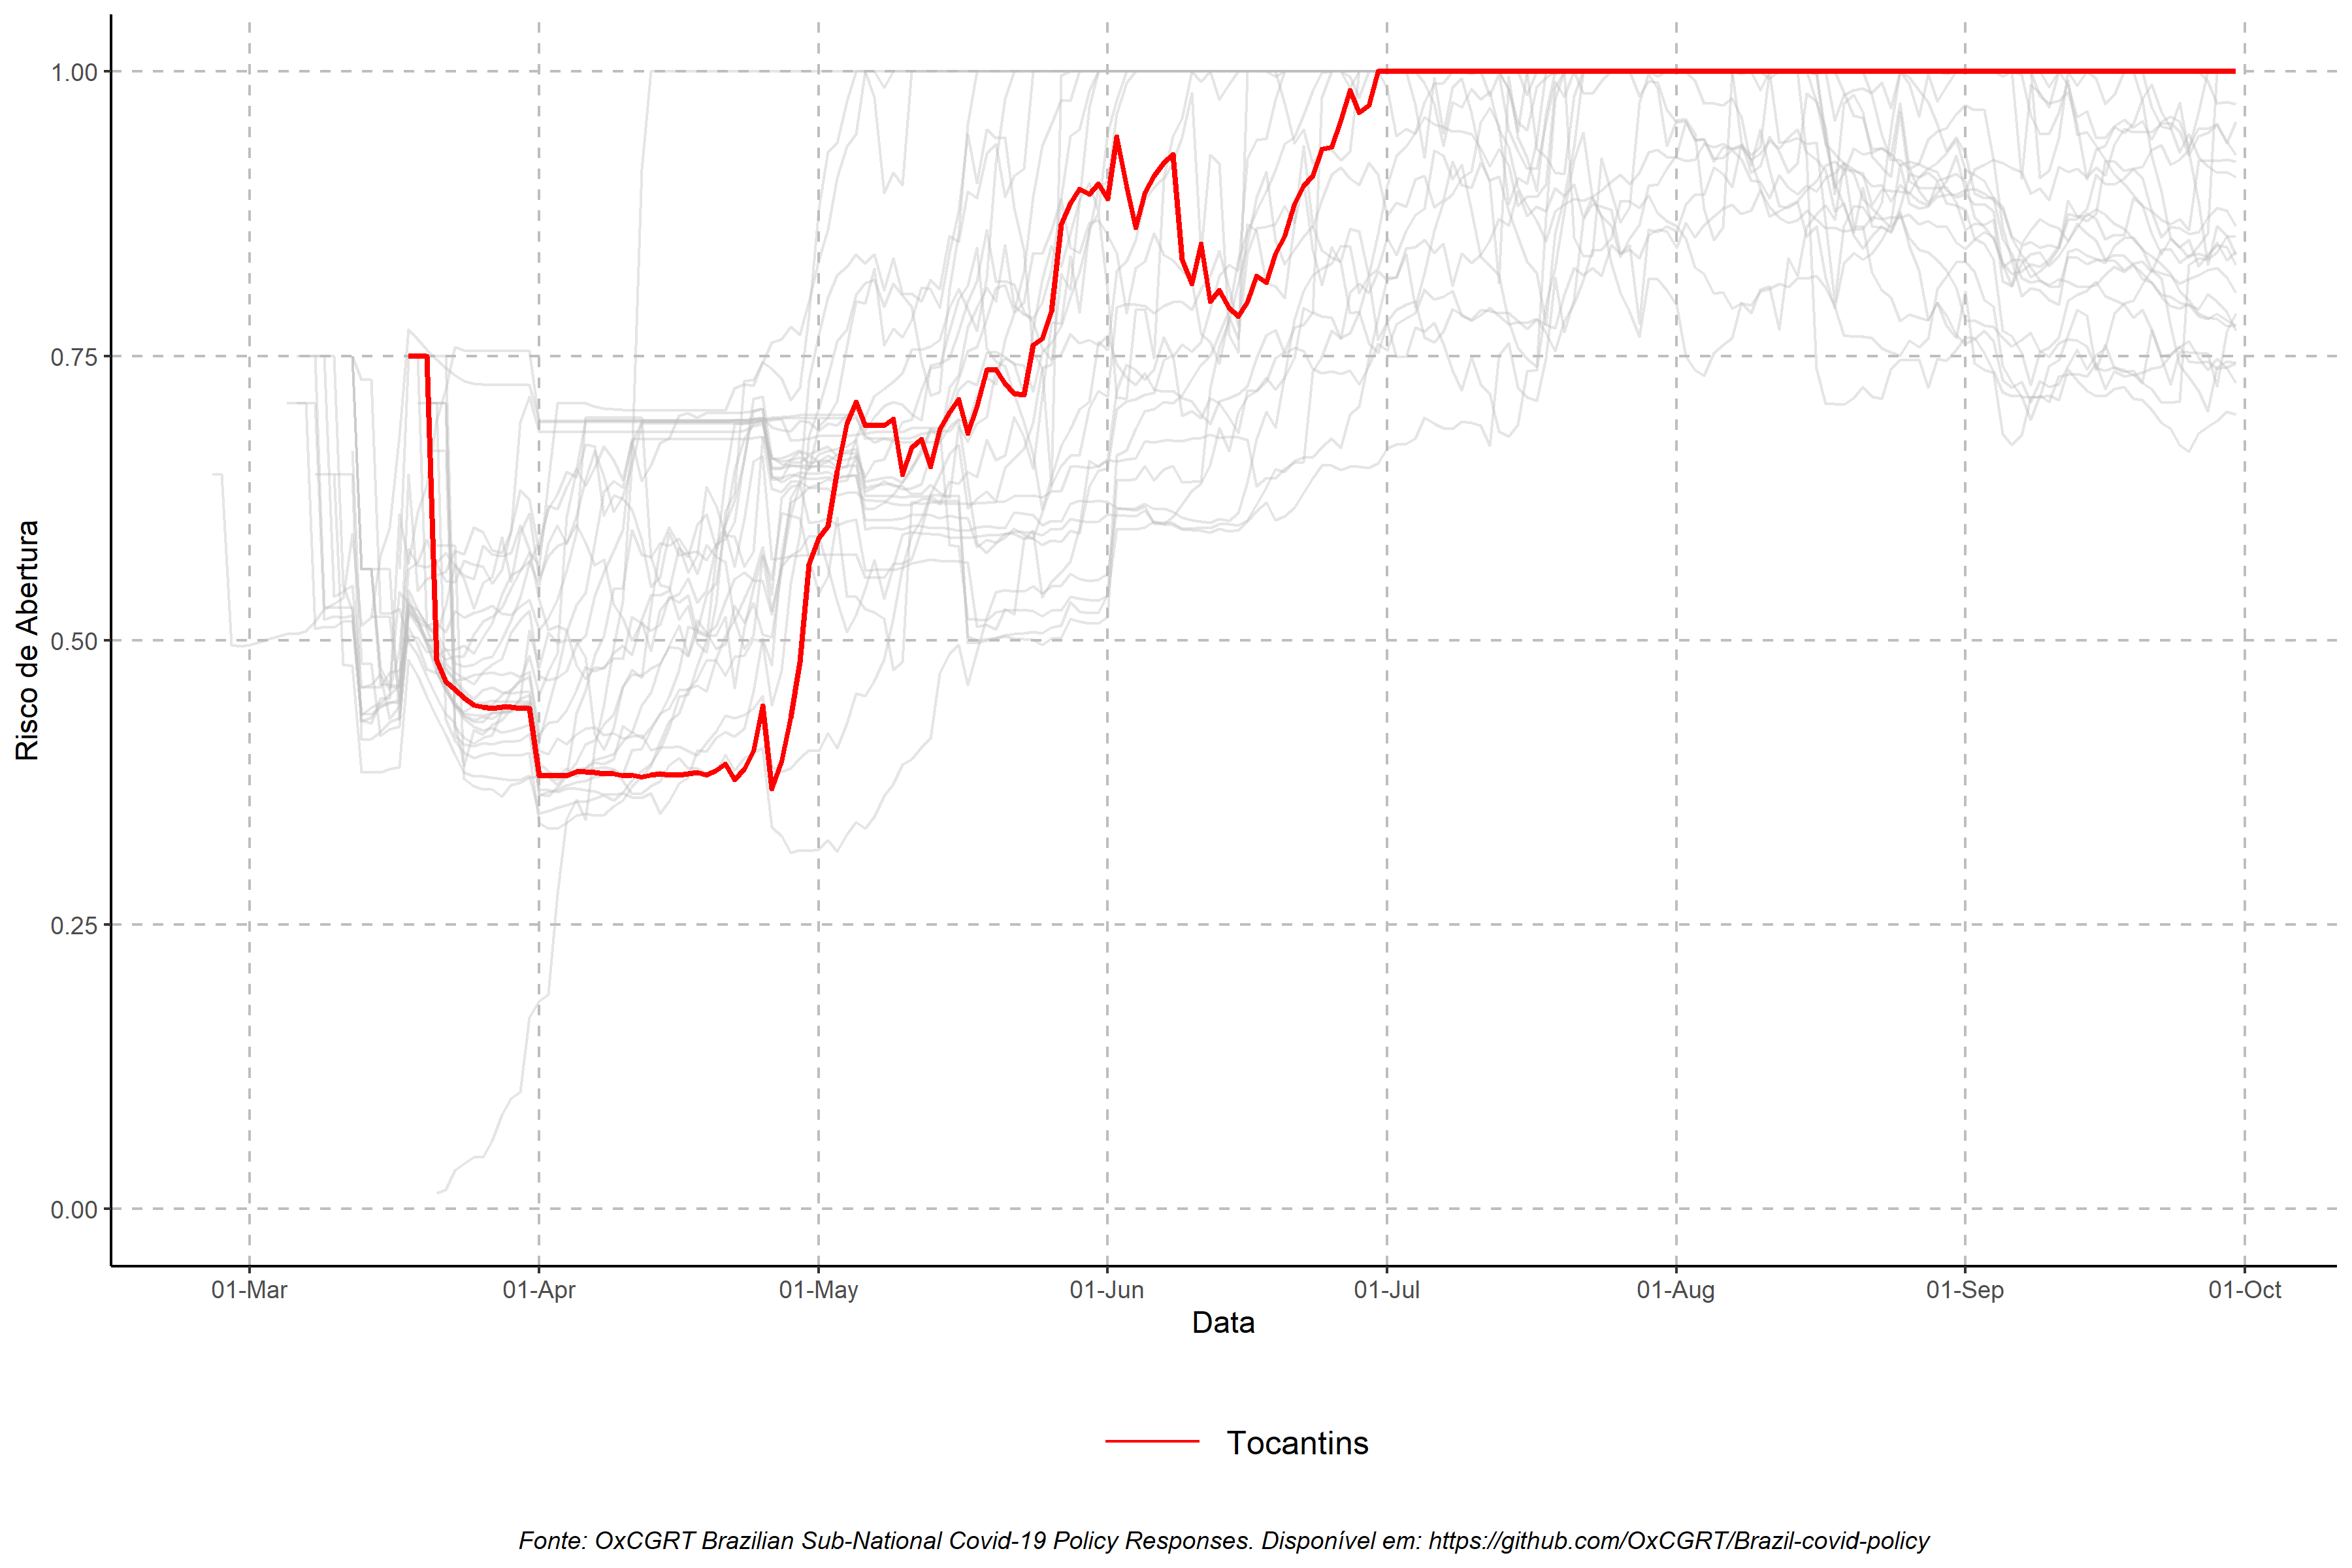 1.00
0.75
0.50
0.25
0.00
Risco de Abertura
01-Mar 01-Apr 01-May 01-Jun 01-Jul 01-Aug 01-Sep 01-Oct
Data
Tocantins
Fonte: OxCGRT Brazilian Sub-National Covid-19 Policy Responses. Disponível em: https://github.com/OxCGRT/Brazil-covid-policy